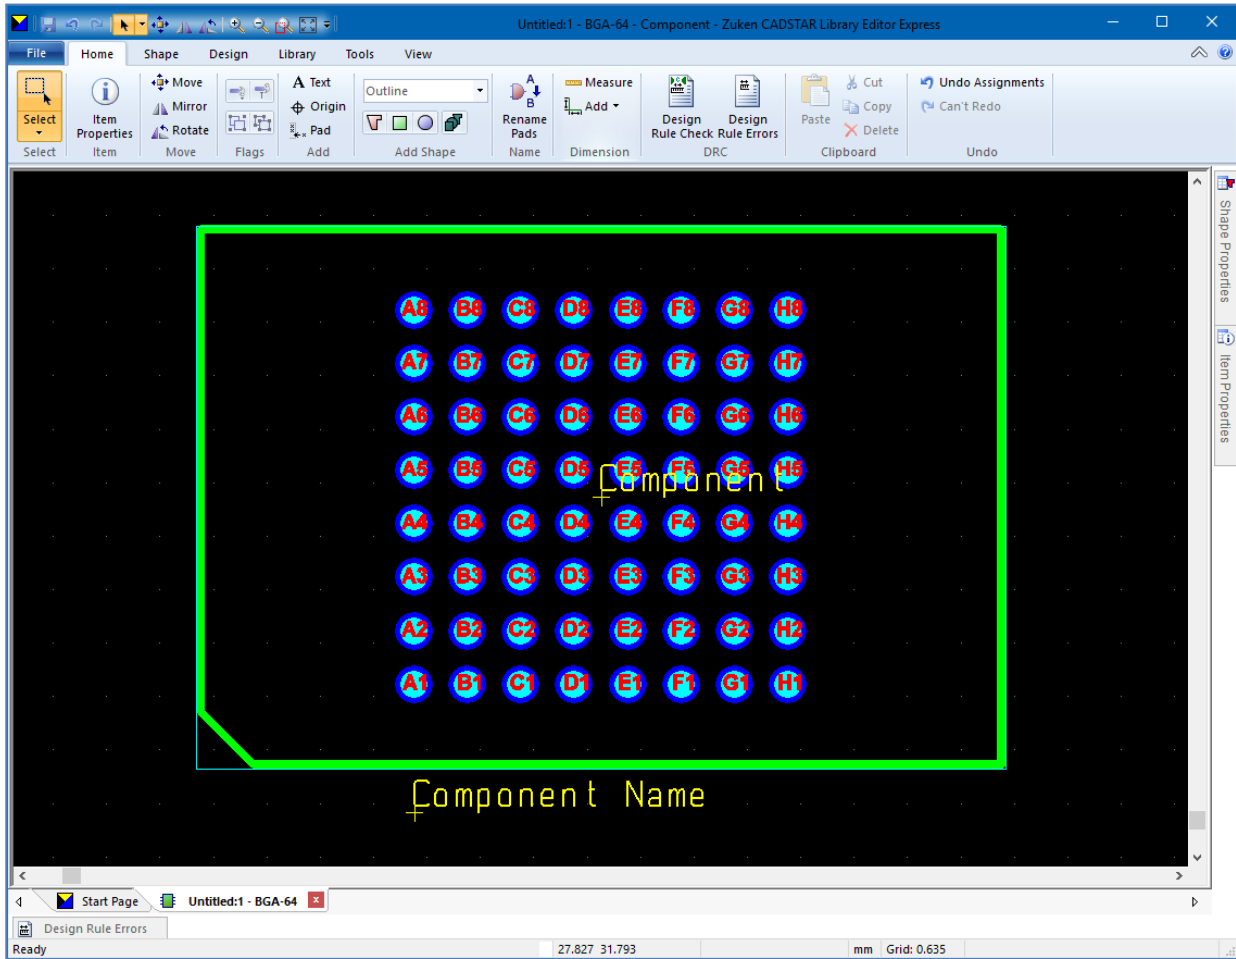 Untitled:1 - BGA-64 - Component - Zuken CADSTAR Library Editor Express
File Home Shape Design Library Tools View
Select
Item Properties
Move
Mirror
Rotate
A Text
Origin
Pad
Outline
Rename Pads
A
B
Measure
Add
Design Rule Check
Design Rule Errors
Paste
Cut
Copy
Delete
Undo Assignments
Can't Redo
Select Item Move Flags Add Add Shape Name Dimension DRC Clipboard Undo
Shape Properties
Item Properties
A8 B8 C8 D8 E8 F8 G8 H8
A7 B7 C7 D7 E7 F7 G7 H7
A6 B6 C6 D6 E6 F6 G6 H6
A5 B5 C5 D5 E5 F5 G5 H5
Component
A4 B4 C4 D4 E4 F4 G4 H4
A3 B3 C3 D3 E3 F3 G3 H3
A2 B2 C2 D2 E2 F2 G2 H2
A1 B1 C1 D1 E1 F1 G1 H1
Component Name
Start Page Untitled:1 - BGA-64
Design Rule Errors
Ready 27.827 31.793 mm Grid: 0.635